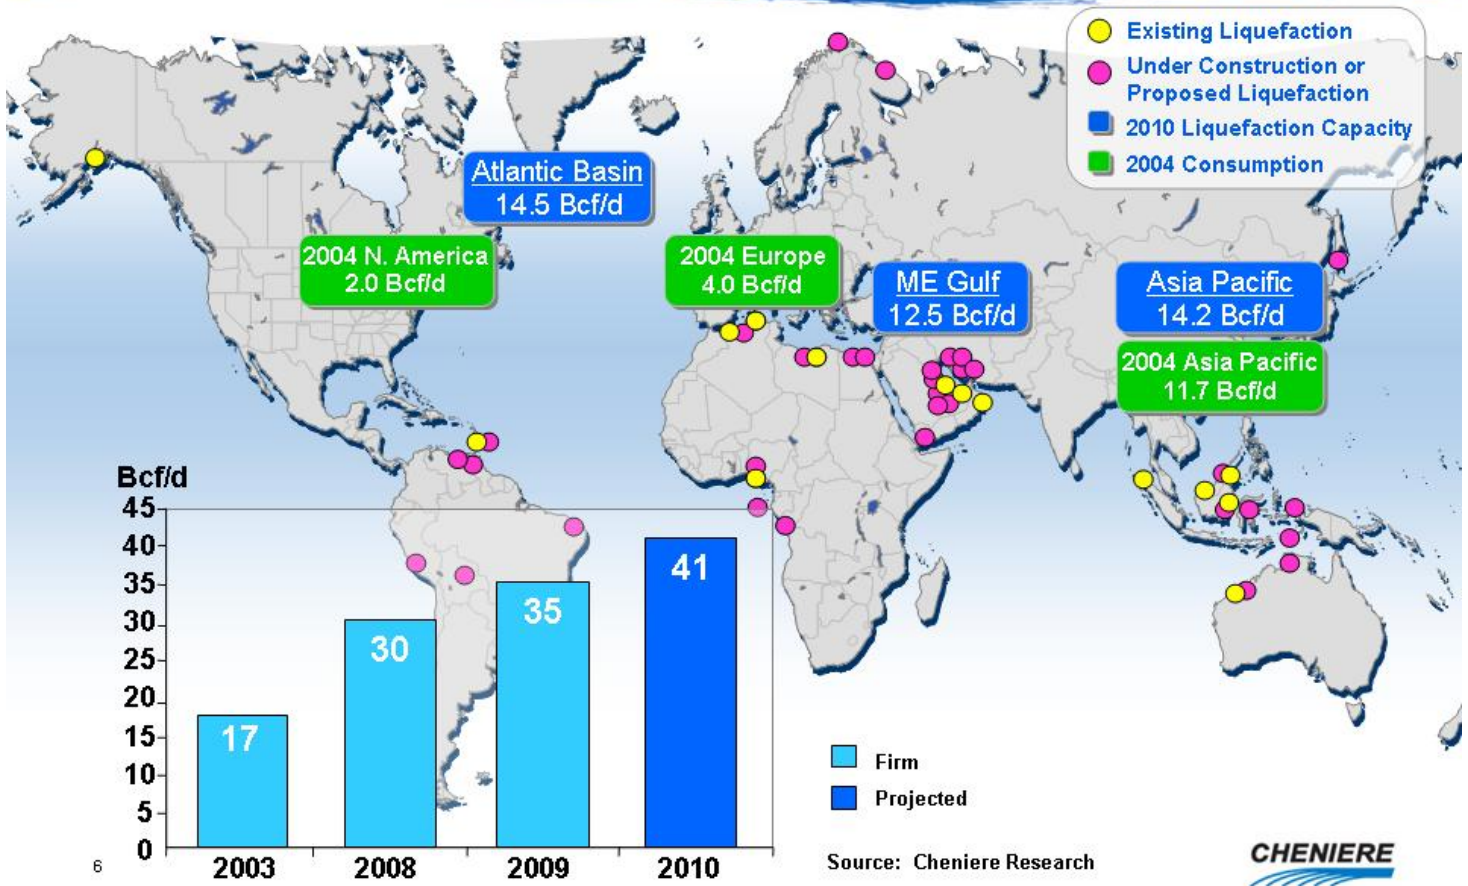 Existing Liquefaction
Under Construction or
Proposed Liquefaction
2010 Liquefaction Capacity
2004 Consumption
Atlantic Basin
14.5 Bcf/d
2004 N. America
2.0 Bcf/d
2004 Europe
4.0 Bcf/d
ME Gulf
12.5 Bcf/d
Asia Pacific
14.2 Bcf/d
2004 Asia Pacific
11.7 Bcf/d
Bcf/d
45
40
35
30
25
20
15
10
5
0
17
30
35
41
2003
2008
2009
2010
Firm
Projected
Source: Cheniere Research
6
CHENIERE